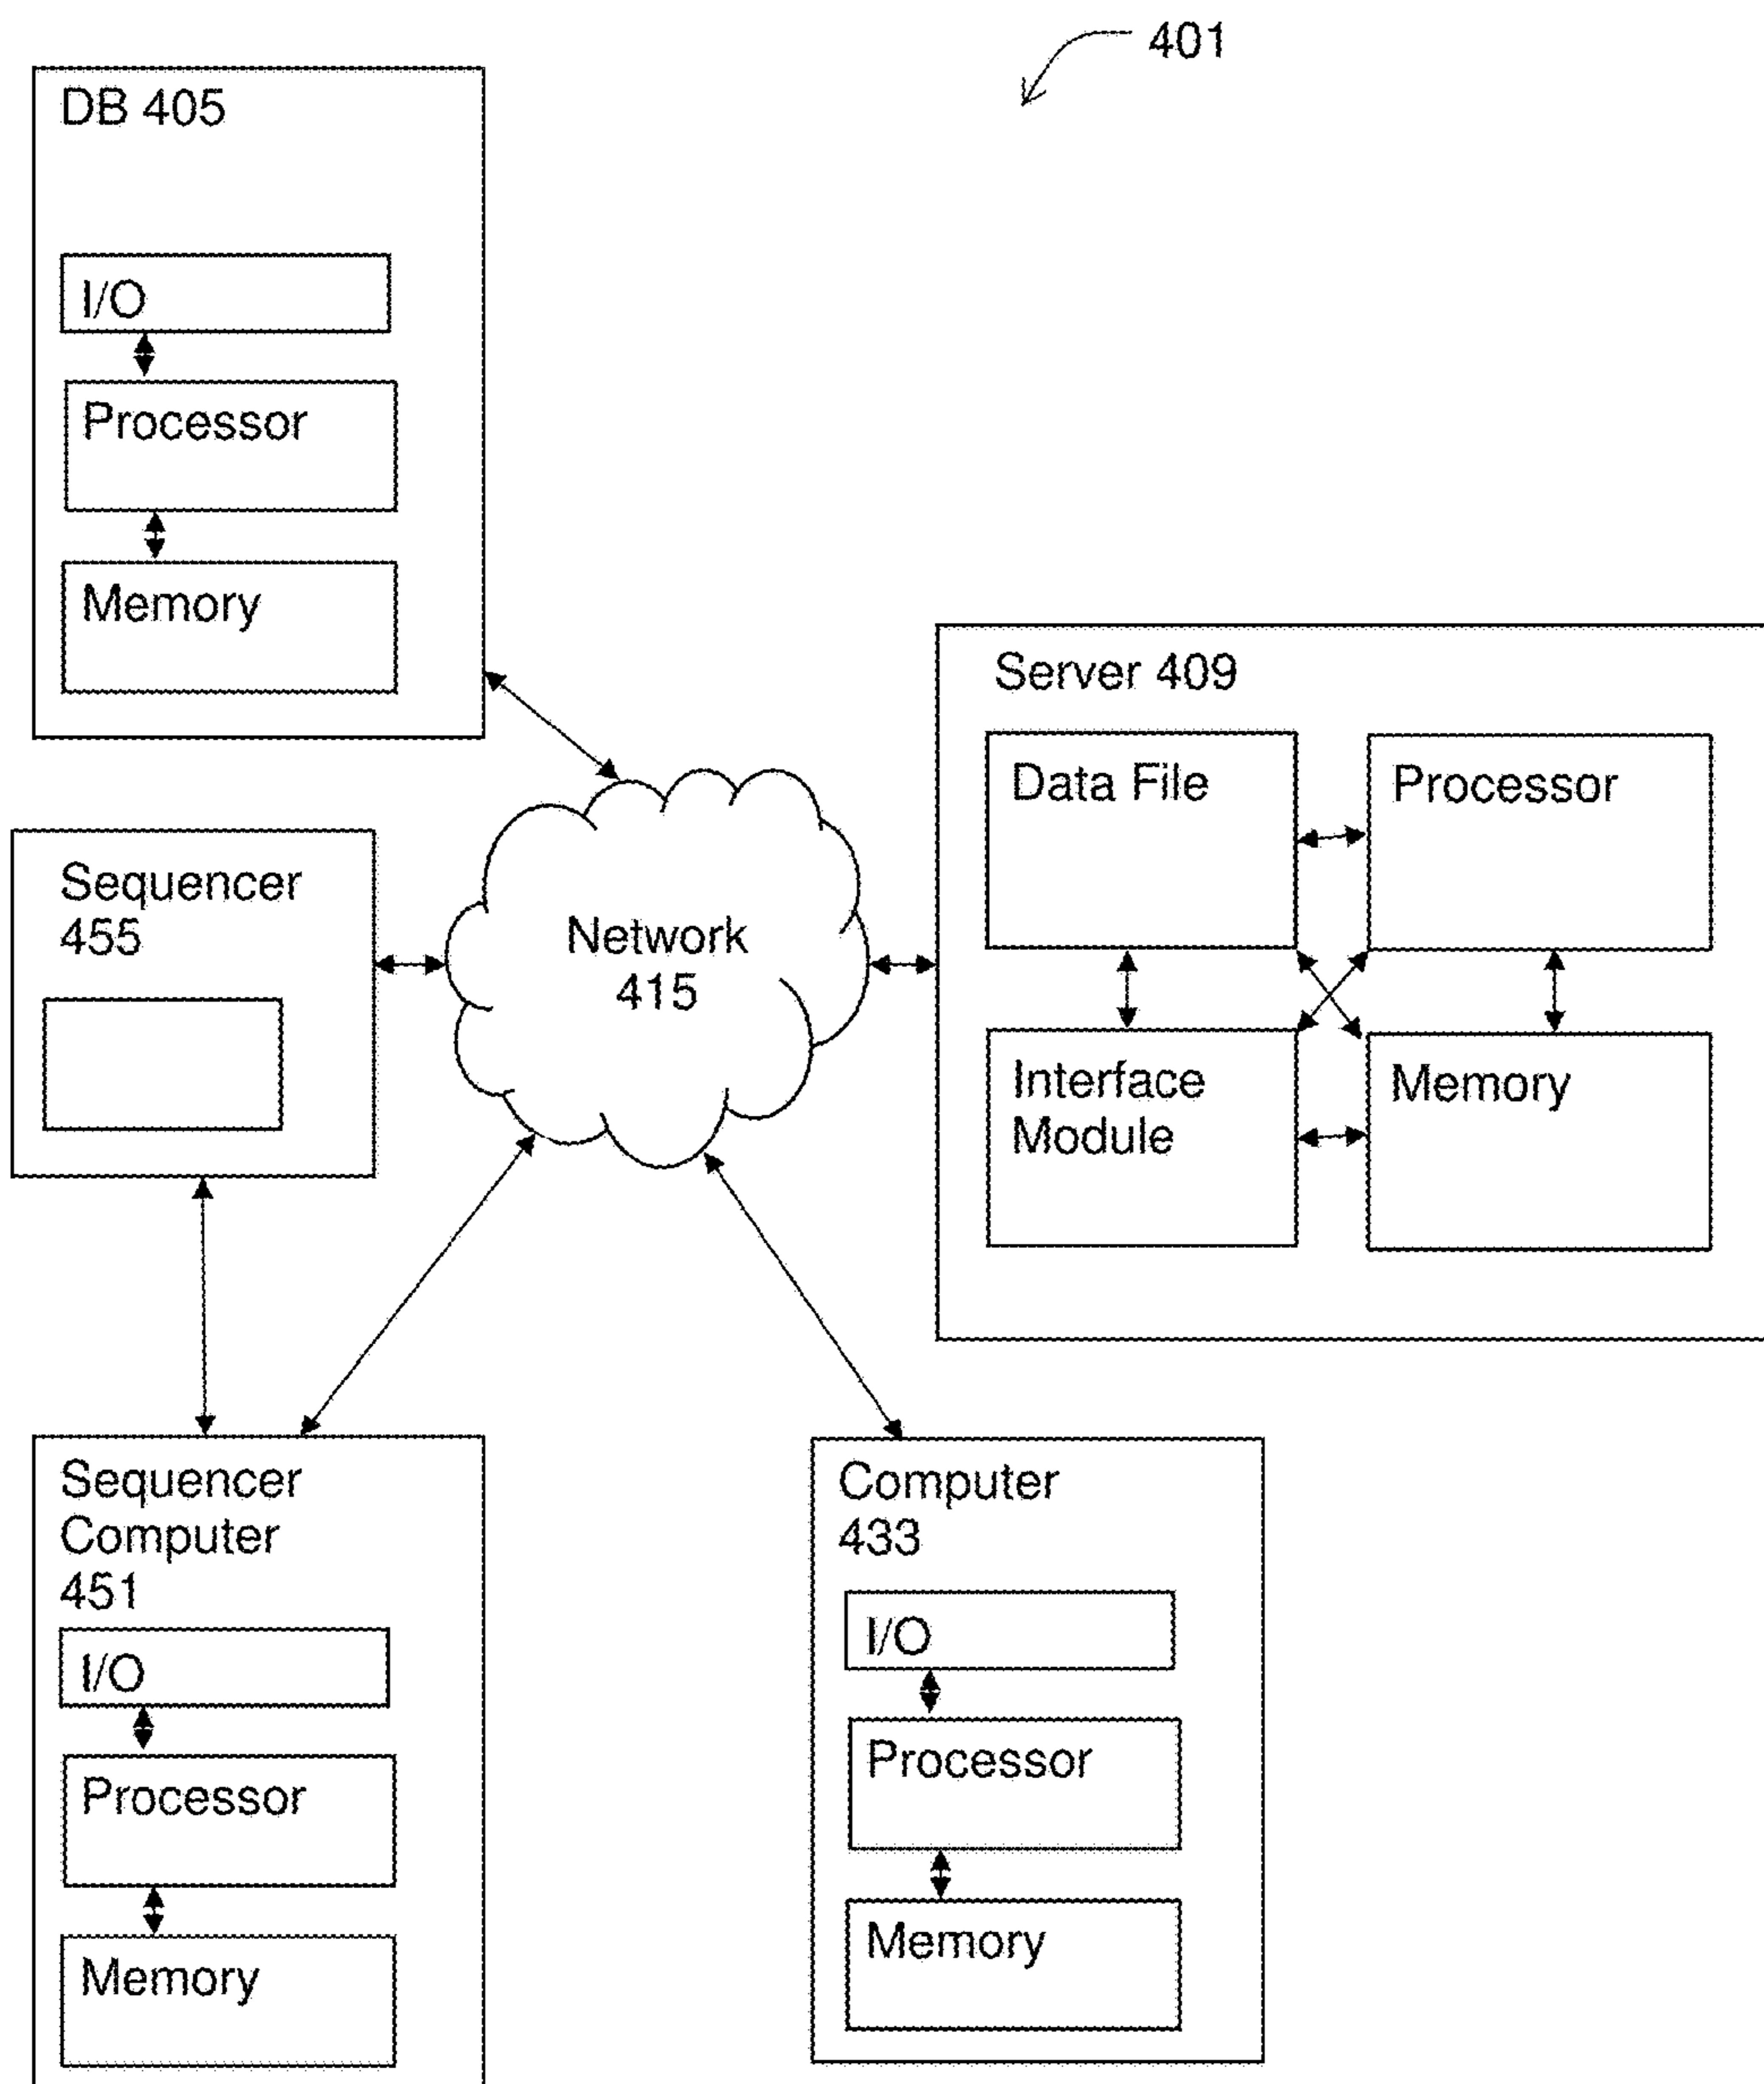 401
DB 405
I/O
Processor
Memory
Server 409
Data File
Processor
Interface
Module
Memory
Sequencer
455
Network
415
Sequencer
Computer
451
I/O
Processor
Memory
Computer
433
I/O
Processor
Memory